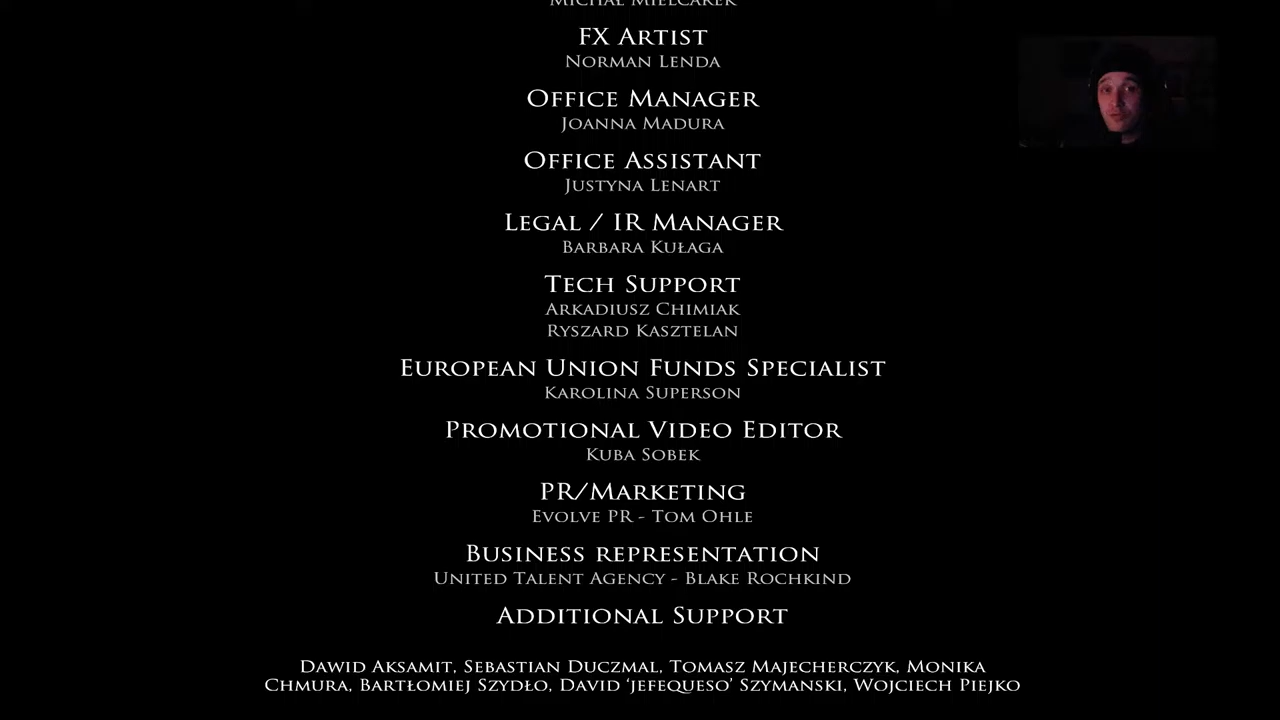 Michał Mielcarek
FX Artist
Norman Lenda
Office Manager
Joanna Madura
Office Assistant
Justyna Lenart
Legal / IR Manager
Barbara Kułaga
Tech Support
Arkadiusz Chimiak
Ryszard Kasztelan
European Union Funds Specialist
Karolina Superson
Promotional Video Editor
Kuba Sobek
PR/Marketing
Evolve PR - Tom Ohle
Business representation
United Talent Agency - Blake Rochkind
Additional Support
Dawid Aksamit, Sebastian Duczmal, Tomasz Majecherczyk, Monika
Chmura, Bartłomiej Szydło, David ‘jefequeso’ Szymanski, Wojciech Piejko